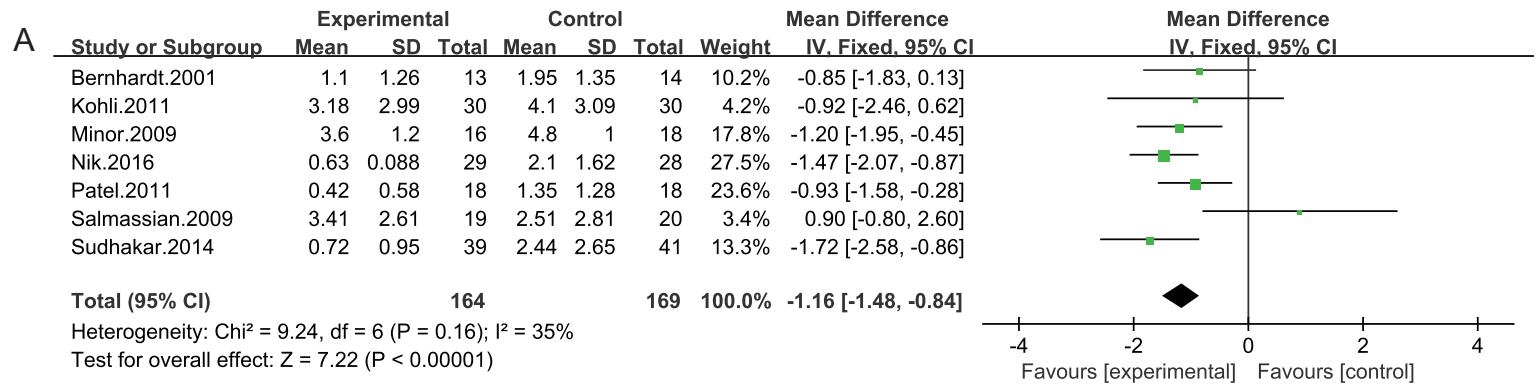 A
Experimental Control Mean Difference Mean Difference
Study or Subgroup Mean SD Total Mean SD Total Weight IV, Fixed, 95% CI IV, Fixed, 95% CI
Bernhardt.2001 1.1 1.26 13 1.95 1.35 14 10.2% -0.85 [-1.83, 0.13]
Kohli.2011 3.18 2.99 30 4.1 3.09 30 4.2% -0.92 [-2.46, 0.62]
Minor.2009 3.6 1.2 16 4.8 1 18 17.8% -1.20 [-1.95, -0.45]
Nik.2016 0.63 0.088 29 2.1 1.62 28 27.5% -1.47 [-2.07, -0.87]
Patel.2011 0.42 0.58 18 1.35 1.28 18 23.6% -0.93 [-1.58, -0.28]
Salmassian.2009 3.41 2.61 19 2.51 2.81 20 3.4% 0.90 [-0.80, 2.60]
Sudhakar.2014 0.72 0.95 39 2.44 2.65 41 13.3% -1.72 [-2.58, -0.86]
Total (95% CI) 164 169 100.0% -1.16 [-1.48, -0.84]
Heterogeneity: Chi² = 9.24, df = 6 (P = 0.16); I² = 35%
Test for overall effect: Z = 7.22 (P < 0.00001)
-4 -2 0 2 4
Favours [experimental] Favours [control]